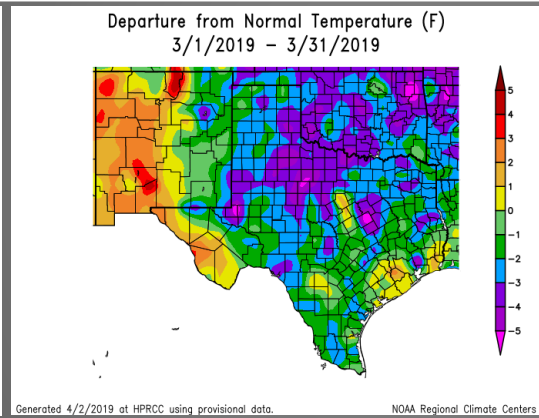 Departure from Normal Temperature (F)
3/1/2019 – 3/31/2019
5
4
3
2
1
0
-1
-2
-3
-4
-5
Generated 4/2/2019 at HPRCC using provisional data.
NOAA Regional Climate Centers